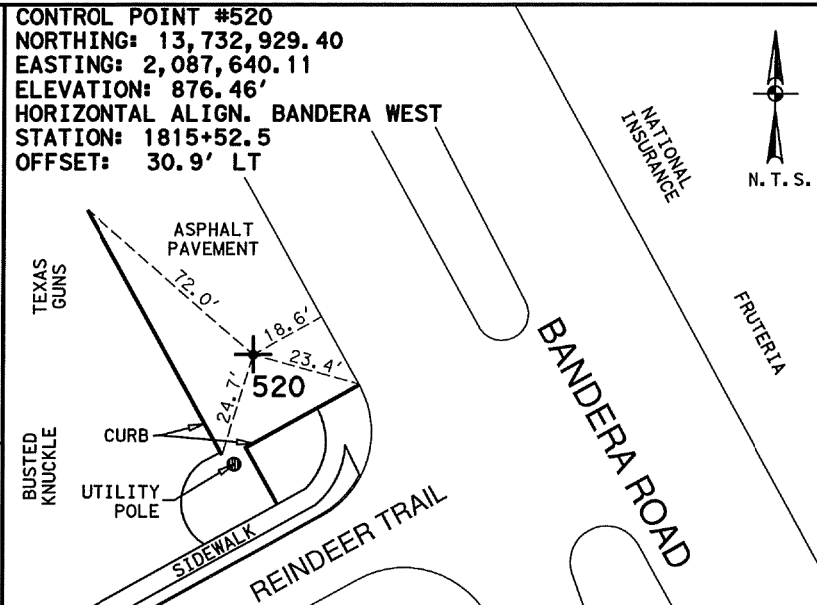 CONTROL POINT #520
NORTHING: 13,732,929.40
EASTING: 2,087,640.11
ELEVATION: 876.46'
HORIZONTAL ALIGN. BANDERA WEST
STATION: 1815+52.5
OFFSET: 30.9' LT
N.T.S.
NATIONAL
INSURANCE
ASPHALT
PAVEMENT
TEXAS
GUNS
72.0'
18.6'
23.4'
24.7'
520
FRUTERIA
BANDERA ROAD
CURB
BUSTED
KNUCKLE
UTILITY
POLE
SIDEWALK
REINDEER TRAIL